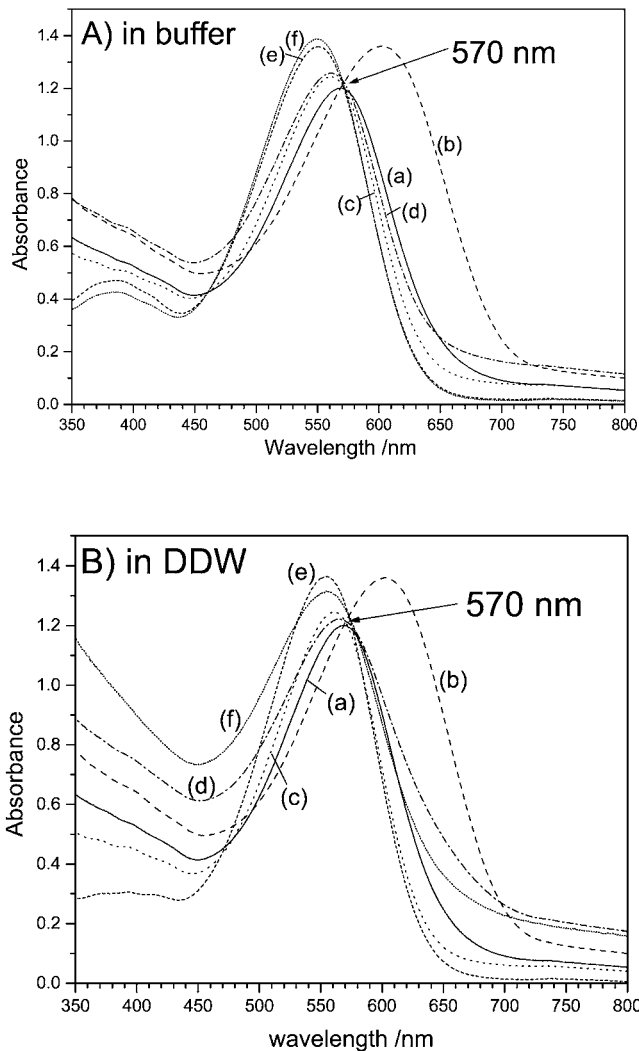 A) in buffer
570 nm
(f)
(e)
(b)
(a)
(c)
(d)
Absorbance
1.4
1.2
1.0
0.8
0.6
0.4
0.2
0.0
350 400 450 500 550 600 650 700 750 800
Wavelength /nm
B) in DDW
570 nm
(e)
(b)
(f)
(a)
(d)
(c)
Absorbance
1.4
1.2
1.0
0.8
0.6
0.4
0.2
0.0
350 400 450 500 550 600 650 700 750 800
wavelength /nm